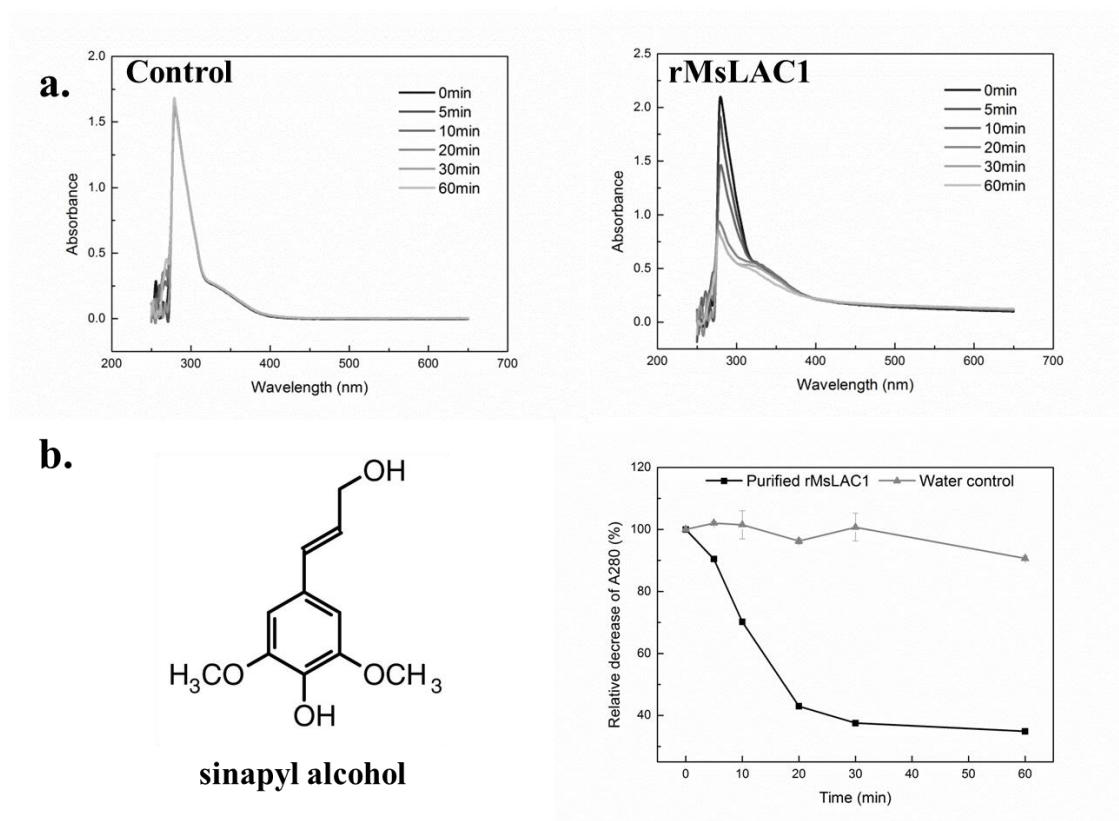 a.
Control
2.0
1.5
1.0
0.5
0.0
200 300 400 500 600 700
Absorbance
Wavelength (nm)
0min
5min
10min
20min
30min
60min
rMsLAC1
2.5
2.0
1.5
1.0
0.5
0.0
200 300 400 500 600 700
Absorbance
Wavelength (nm)
0min
5min
10min
20min
30min
60min
b.
OH
H3CO
OCH3
OH
sinapyl alcohol
120
100
80
60
40
0 10 20 30 40 50 60
Relative decrease of A280 (%)
Time (min)
Purified rMsLAC1 Water control